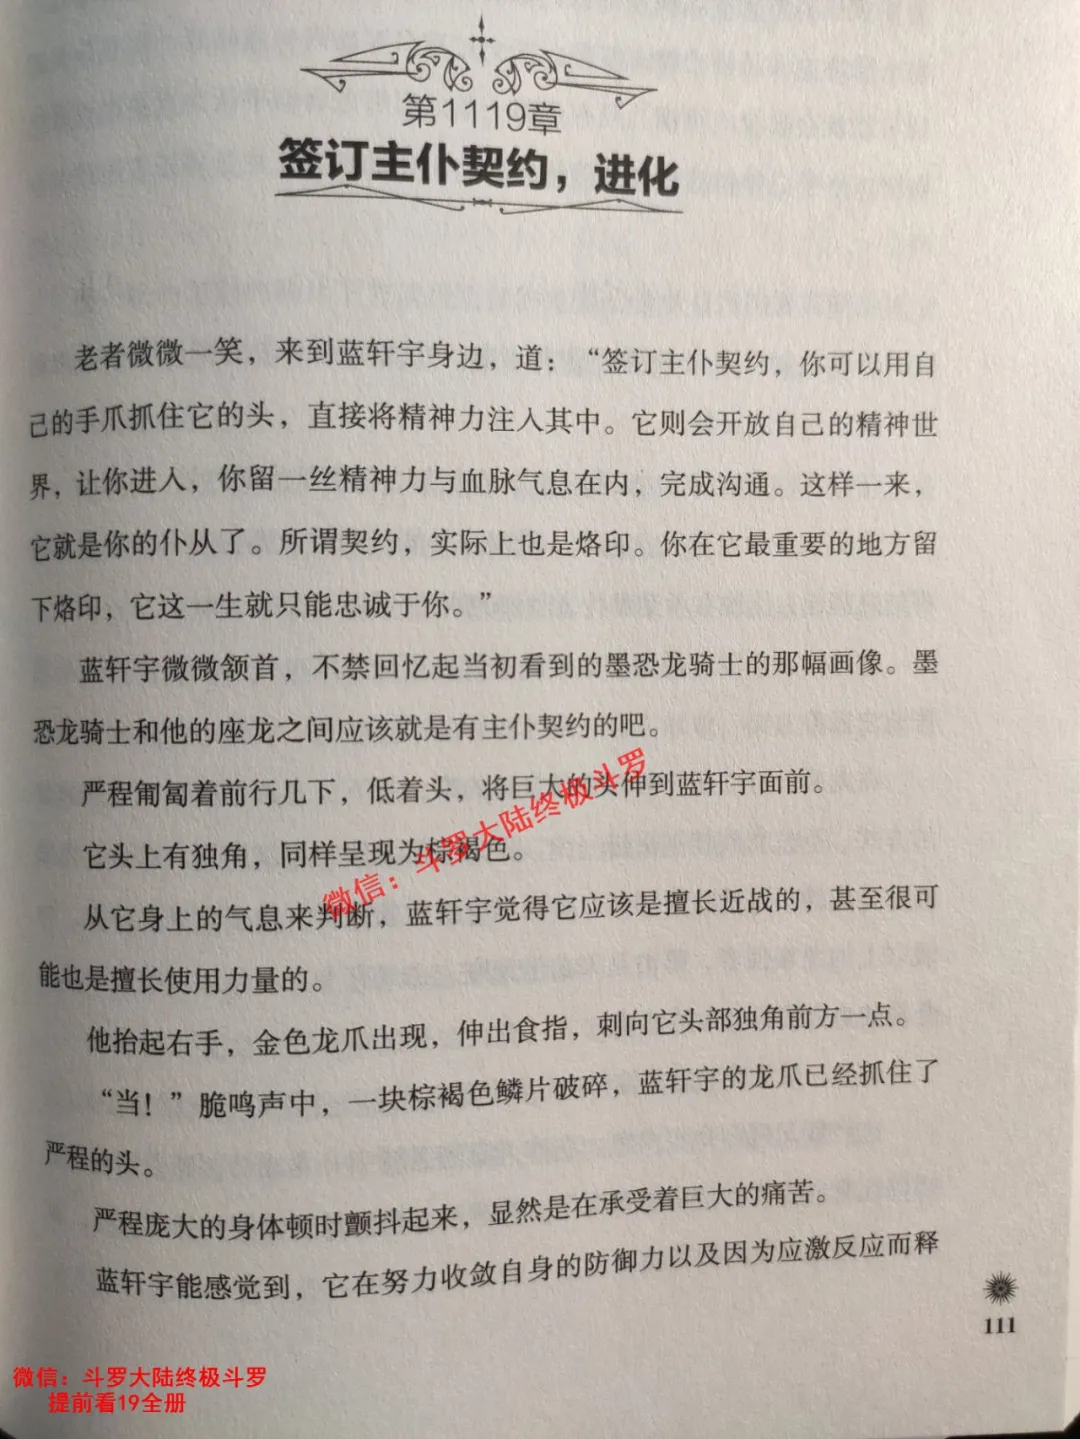 第1119章
签订主仆契约，进化
老者微微一笑，来到蓝轩宇身边，道：“签订主仆契约，你可以用自
己的手爪抓住它的头，直接将精神力注入其中。它则会开放自己的精神世
界，让你进入，你留一丝精神力与血脉气息在内，完成沟通。这样一来，
它就是你的仆从了。所谓契约，实际上也是烙印。你在它最重要的地方留
下烙印，它这一生就只能忠诚于你。”
蓝轩宇微微颔首，不禁回忆起当初看到的墨恐龙骑士的那幅画像。墨
恐龙骑士和他的座龙之间应该就是有主仆契约的吧。
严程匍匐着前行几下，低着头，将巨大的头伸到蓝轩宇面前。
它头上有独角，同样呈现为棕褐色。
从它身上的气息来判断，蓝轩宇觉得它应该是擅长近战的，甚至很可
能也是擅长使用力量的。
他抬起右手，金色龙爪出现，伸出食指，刺向它头部独角前方一点。
“当！”脆鸣声中，一块棕褐色鳞片破碎，蓝轩宇的龙爪已经抓住了
严程的头。
严程庞大的身体顿时颤抖起来，显然是在承受着巨大的痛苦。
蓝轩宇能感觉到，它在努力收敛自身的防御力以及因为应激反应而释
111
微信：斗罗大陆终极斗罗
微信：斗罗大陆终极斗罗
提前看19全册